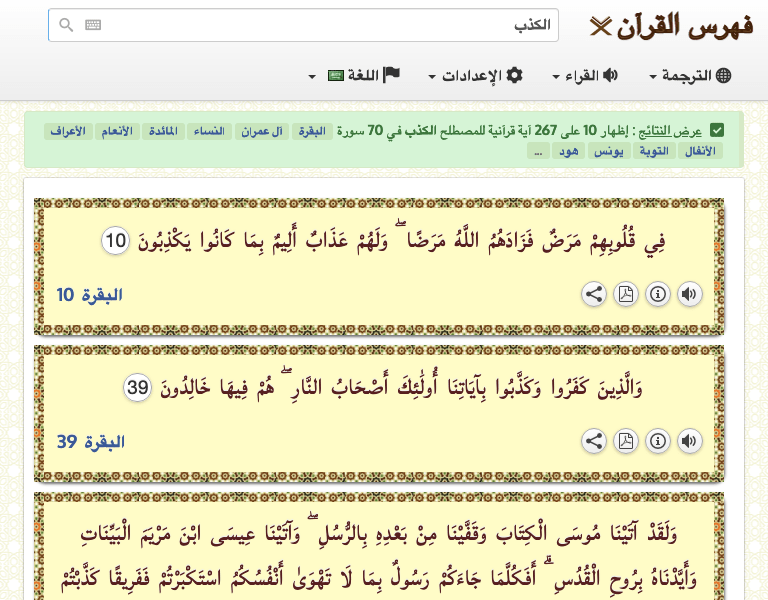 فهرس القرآن
الكذب
الترجمة القراء الإعدادات اللغة
عرض النتائج : إظهار 10 على 267 آية قرآنية للمصطلح الكذب في 70 سورة البقرة آل عمران النساء المائدة الأنعام الأعراف
الأنفال التوبة يونس هود ...
فِي قُلُوبِهِمْ مَرَضٌ فَزَادَهُمُ اللَّهُ مَرَضًا ۖ وَلَهُمْ عَذَابٌ أَلِيمٌ بِمَا كَانُوا يَكْذِبُونَ 10
البقرة 10
وَالَّذِينَ كَفَرُوا وَكَذَّبُوا بِآيَاتِنَا أُولَٰئِكَ أَصْحَابُ النَّارِ ۖ هُمْ فِيهَا خَالِدُونَ 39
البقرة 39
وَلَقَدْ آتَيْنَا مُوسَى الْكِتَابَ وَقَفَّيْنَا مِنْ بَعْدِهِ بِالرُّسُلِ ۖ وَآتَيْنَا عِيسَى ابْنَ مَرْيَمَ الْبَيِّنَاتِ
وَأَيَّدْنَاهُ بِرُوحِ الْقُدُسِ ۗ أَفَكُلَّمَا جَاءَكُمْ رَسُولٌ بِمَا لَا تَهْوَىٰ أَنْفُسُكُمُ اسْتَكْبَرْتُمْ فَفَرِيقًا كَذَّبْتُمْ